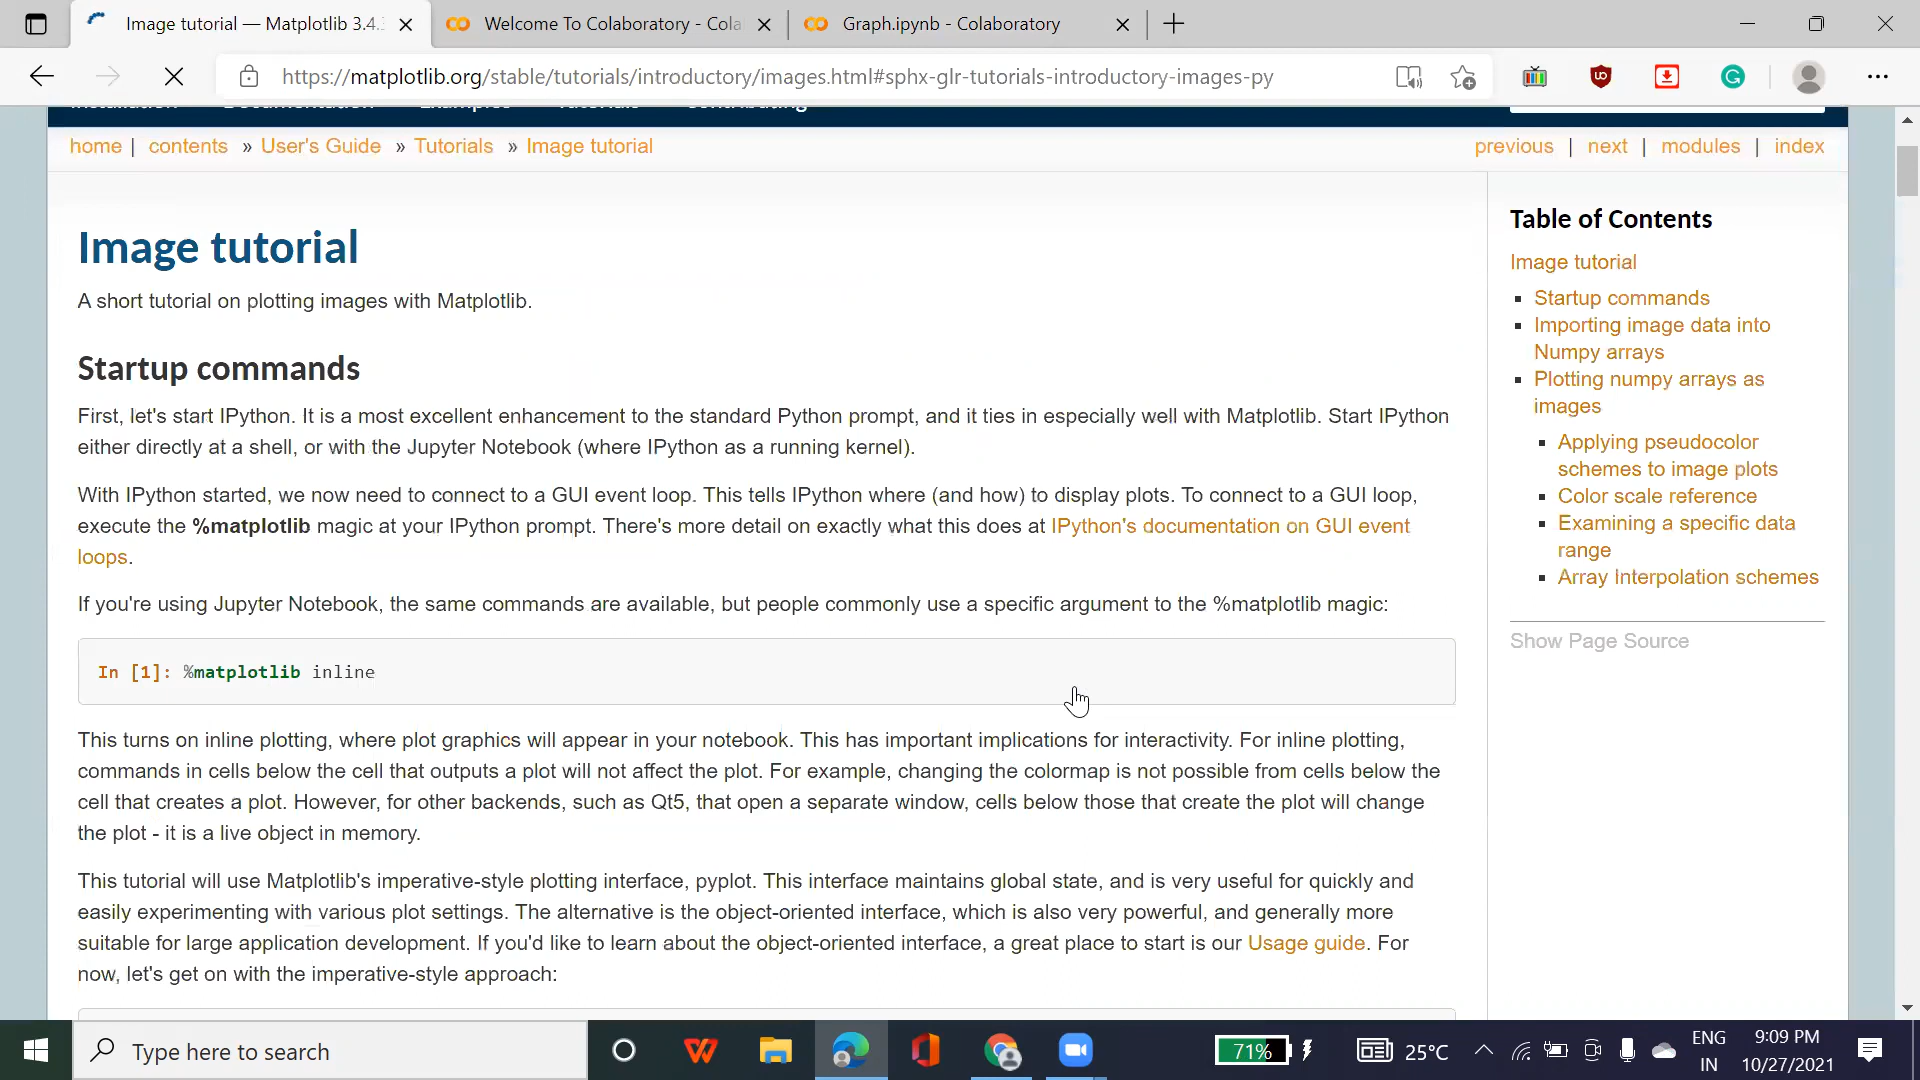 Image tutorial — Matplotlib 3.4.
Welcome To Colaboratory - Cola
Graph.ipynb - Colaboratory
https://matplotlib.org/stable/tutorials/introductory/images.html#sphx-glr-tutorials-introductory-images-py
home | contents » User's Guide » Tutorials » Image tutorial
previous | next | modules | index
Image tutorial
A short tutorial on plotting images with Matplotlib.
Startup commands
First, let's start IPython. It is a most excellent enhancement to the standard Python prompt, and it ties in especially well with Matplotlib. Start IPython
either directly at a shell, or with the Jupyter Notebook (where IPython as a running kernel).
With IPython started, we now need to connect to a GUI event loop. This tells IPython where (and how) to display plots. To connect to a GUI loop,
execute the %matplotlib magic at your IPython prompt. There's more detail on exactly what this does at IPython's documentation on GUI event
loops.
If you're using Jupyter Notebook, the same commands are available, but people commonly use a specific argument to the %matplotlib magic:
In [1]: %matplotlib inline
This turns on inline plotting, where plot graphics will appear in your notebook. This has important implications for interactivity. For inline plotting,
commands in cells below the cell that outputs a plot will not affect the plot. For example, changing the colormap is not possible from cells below the
cell that creates a plot. However, for other backends, such as Qt5, that open a separate window, cells below those that create the plot will change
the plot - it is a live object in memory.
This tutorial will use Matplotlib's imperative-style plotting interface, pyplot. This interface maintains global state, and is very useful for quickly and
easily experimenting with various plot settings. The alternative is the object-oriented interface, which is also very powerful, and generally more
suitable for large application development. If you'd like to learn about the object-oriented interface, a great place to start is our Usage guide. For
now, let's get on with the imperative-style approach:
Table of Contents
Image tutorial
Startup commands
Importing image data into
Numpy arrays
Plotting numpy arrays as
images
Applying pseudocolor
schemes to image plots
Color scale reference
Examining a specific data
range
Array Interpolation schemes
Show Page Source
Type here to search
71%
25°C
ENG
IN
9:09 PM
10/27/2021